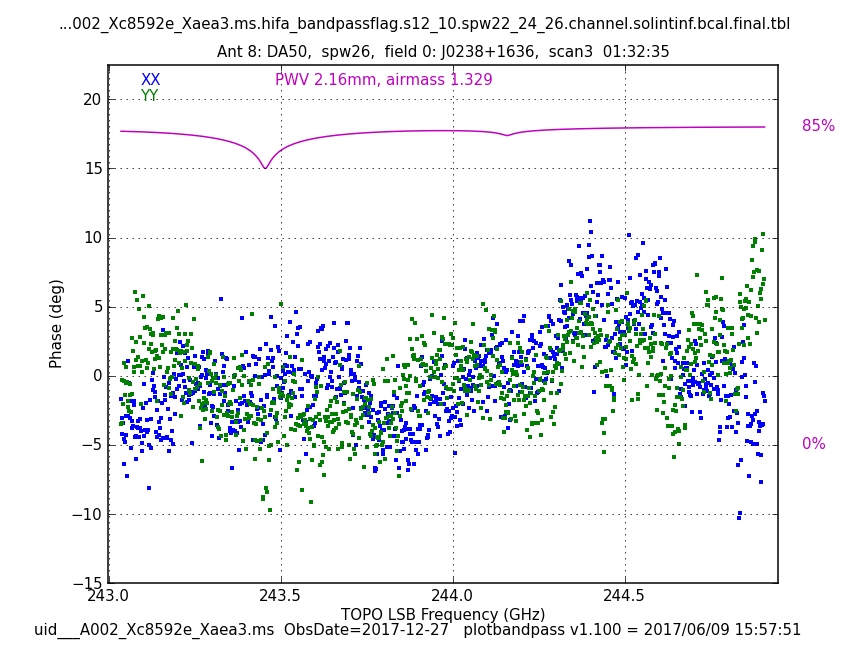 ...002_Xc8592e_Xaea3.ms.hifa_bandpassflag.s12_10.spw22_24_26.channel.solintinf.bcal.final.tbl
Ant 8: DA50,  spw26,  field 0: J0238+1636,  scan3  01:32:35
XX
PWV 2.16mm, airmass 1.329
YY
20
85%
15
10
5
Phase (deg)
0
−5
0%
−10
−15
243.0 243.5 244.0 244.5
TOPO LSB Frequency (GHz)
uid___A002_Xc8592e_Xaea3.ms  ObsDate=2017-12-27   plotbandpass v1.100 = 2017/06/09 15:57:51